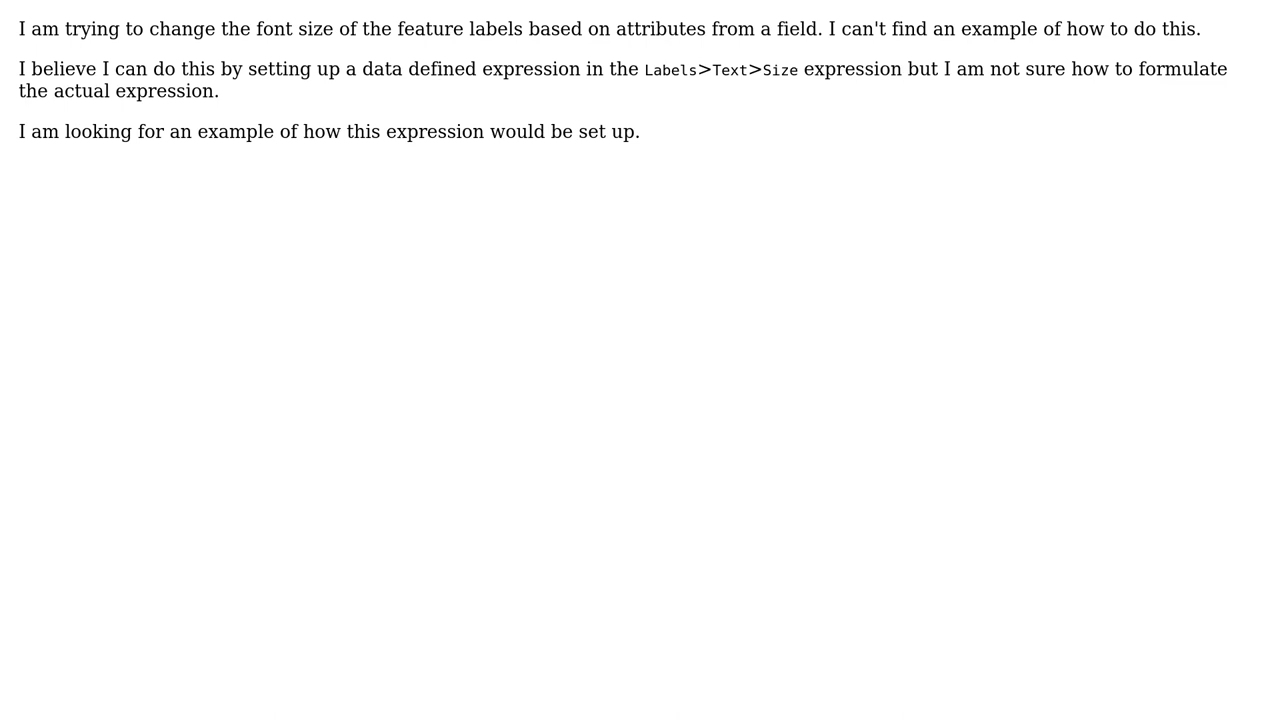 I am trying to change the font size of the feature labels based on attributes from a field. I can't find an example of how to do this.
I believe I can do this by setting up a data defined expression in the Labels>Text>Size expression but I am not sure how to formulate
the actual expression.
I am looking for an example of how this expression would be set up.